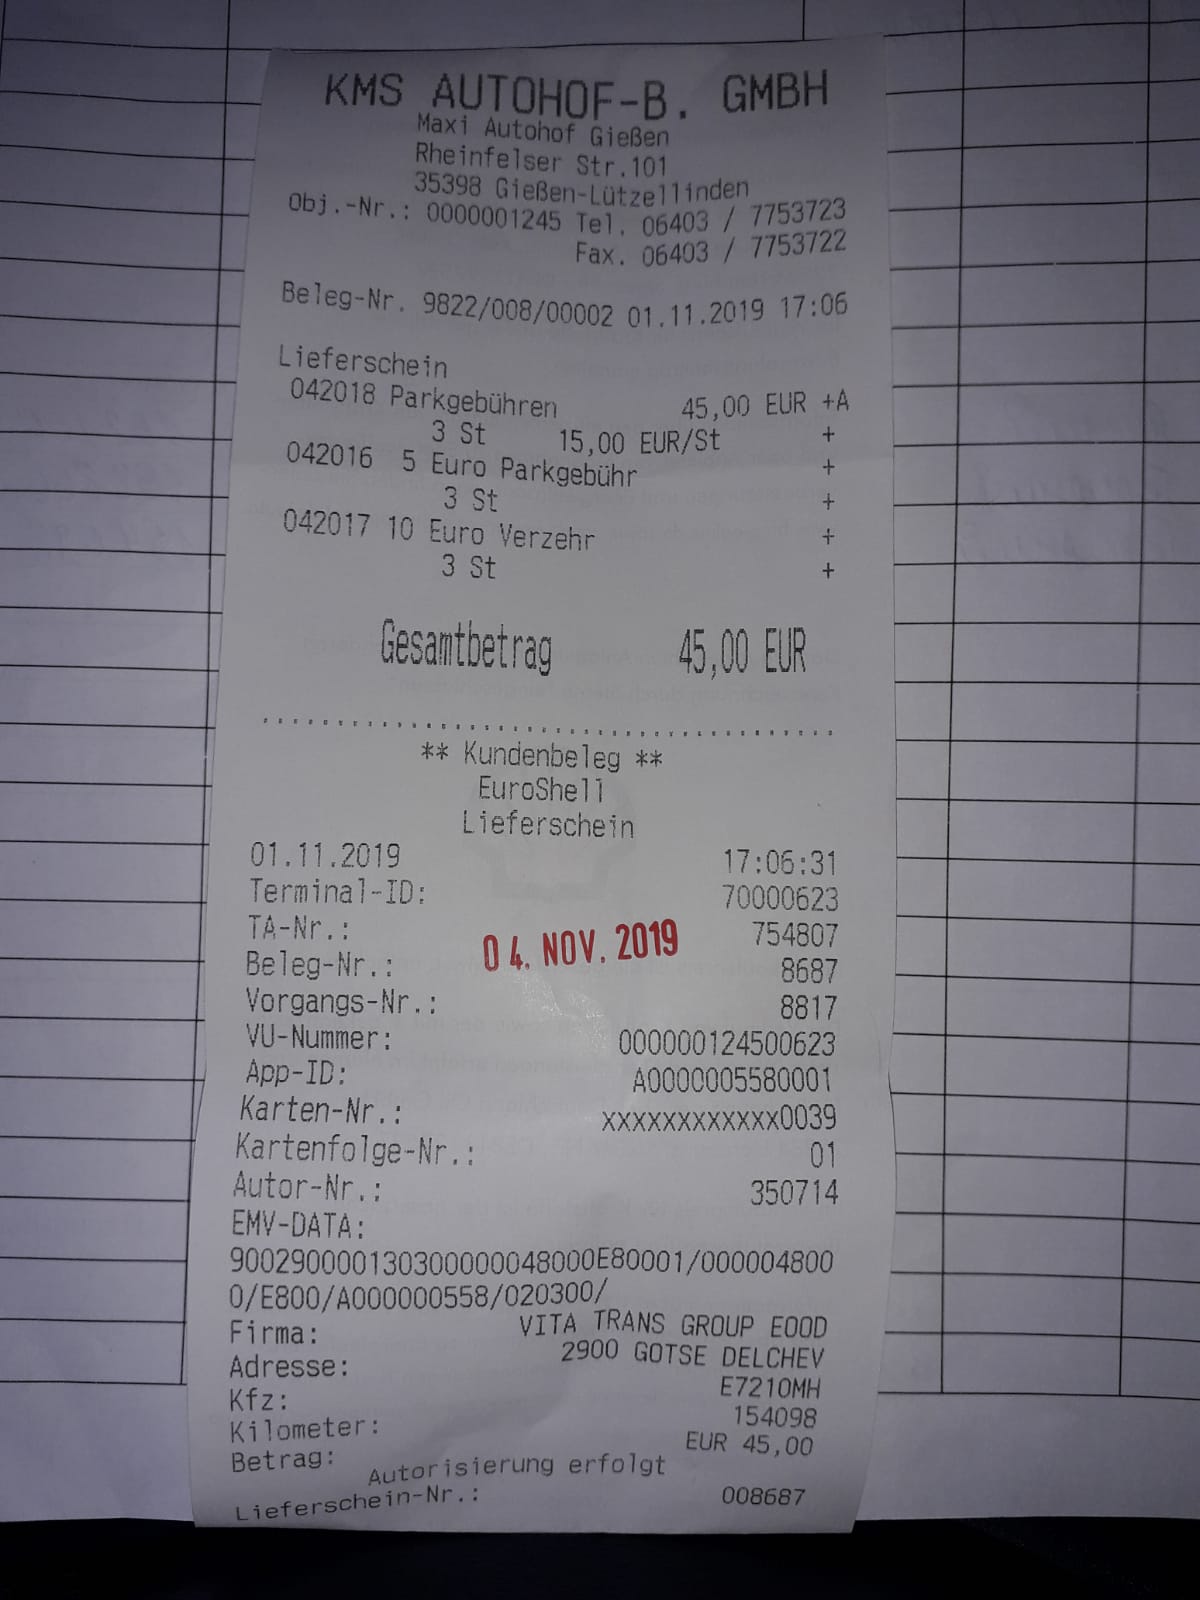 KMS AUTOHOF-B. GMBH
Maxi Autohof Gießen
Rheinfelser Str.101
35398 Gießen-Lützellinden
Obj.-Nr.: 0000001245 Tel. 06403 / 7753723
Fax. 06403 / 7753722
Beleg-Nr. 9822/008/00002 01.11.2019 17:06
Lieferschein
042018 Parkgebühren 45,00 EUR +A
3 St 15,00 EUR/St +
042016 5 Euro Parkgebühr +
3 St +
042017 10 Euro Verzehr +
3 St +
Gesamtbetrag 45,00 EUR
** Kundenbeleg **
EuroShell
Lieferschein
01.11.2019 17:06:31
Terminal-ID: 70000623
TA-Nr.: 754807
04. NOV. 2019
Beleg-Nr.: 8687
Vorgangs-Nr.: 8817
VU-Nummer: 000000124500623
App-ID: A0000005580001
Karten-Nr.: xxxxxxxxxxxx0039
Kartenfolge-Nr.: 01
Autor-Nr.: 350714
EMV-DATA:
9002900001303000000048000E80001/000004800
0/E800/A000000558/020300/
Firma: VITA TRANS GROUP EOOD
Adresse: 2900 GOTSE DELCHEV
Kfz: E7210MH
Kilometer: 154098
Betrag: EUR 45,00
Autorisierung erfolgt
Lieferschein-Nr.: 008687